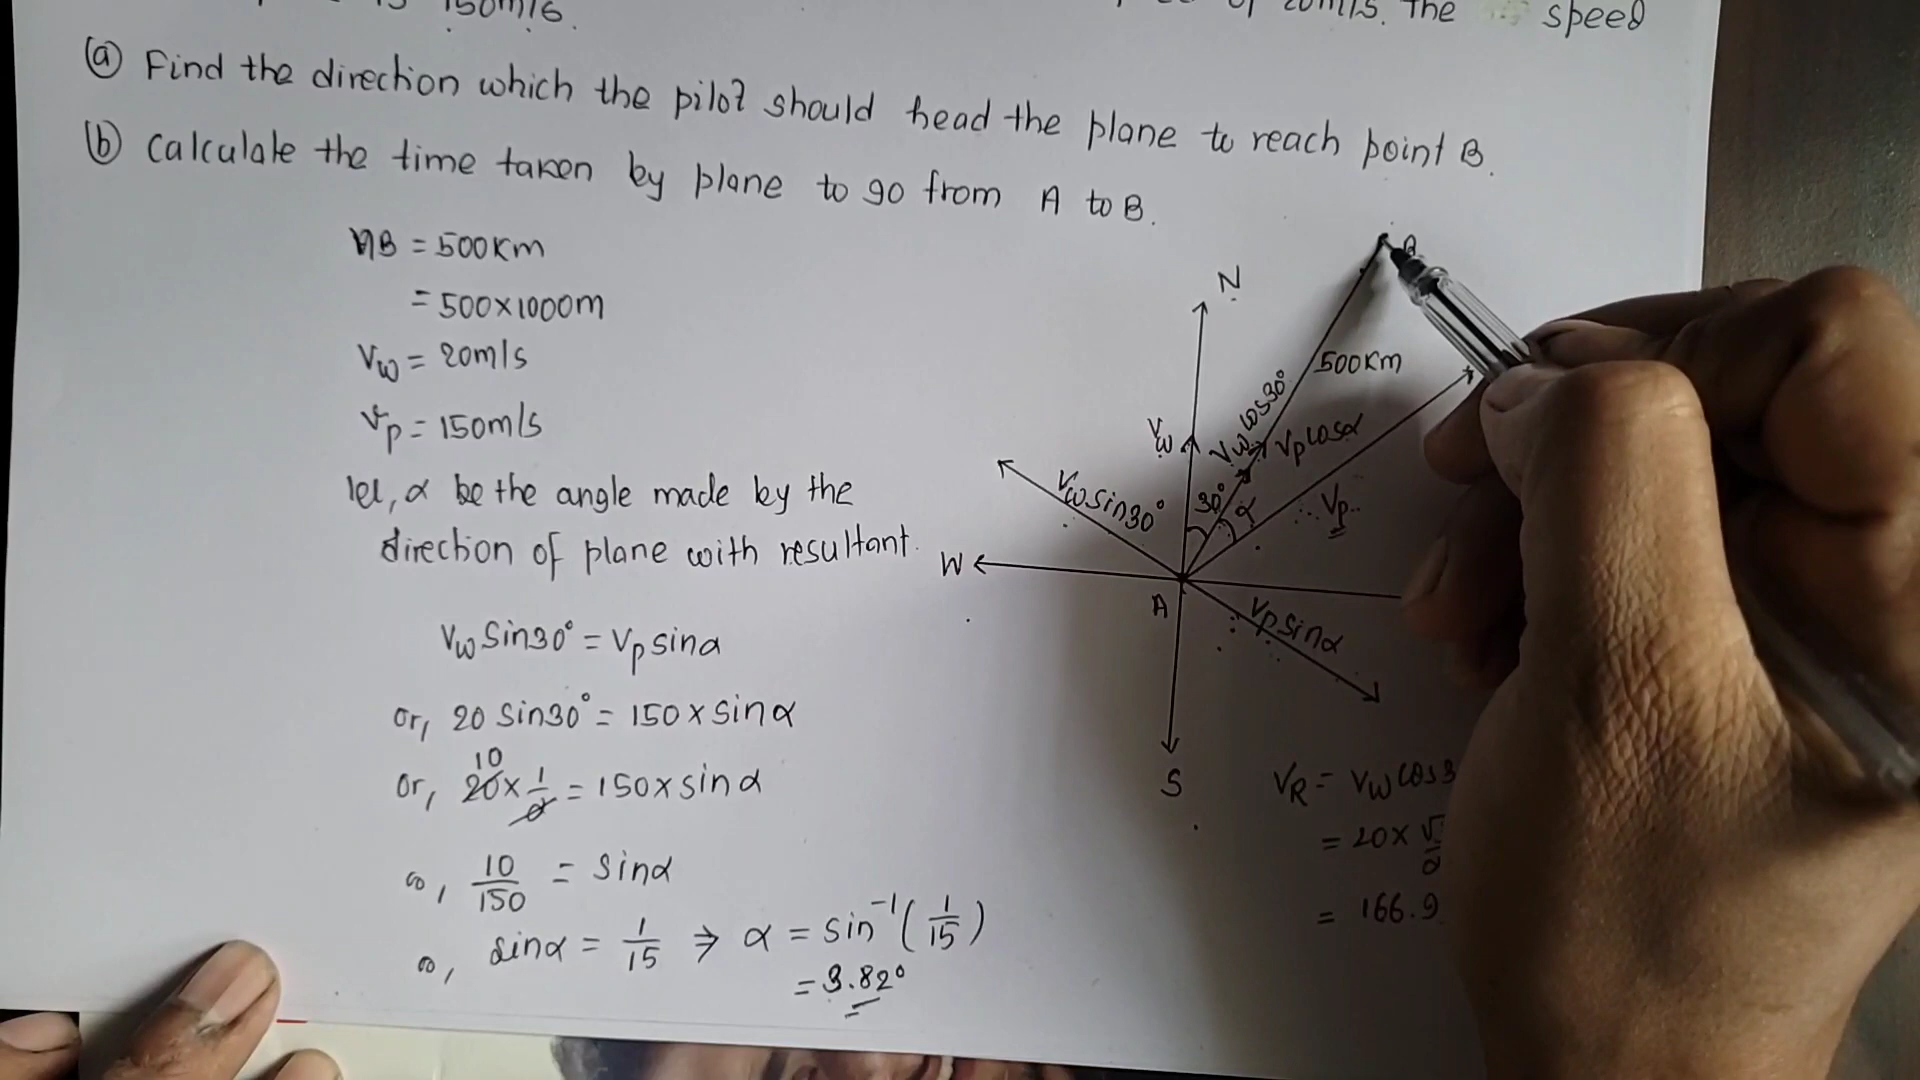 150m/s.
of 20m/s. The speed
(a) Find the direction which the pilot should head the plane to reach point B.
(b) Calculate the time taken by plane to go from A to B.
AB = 500km
= 500×1000m
Vw = 20m/s
Vp = 150m/s
let, α be the angle made by the
direction of plane with resultant.
Vw Sin30° = Vp sinα
or, 20 Sin30° = 150 × sinα
10
or, 20 × 1/2 = 150 × sinα
or, 10/150 = sinα
or, sinα = 1/15 ⇒ α = sin⁻¹(1/15)
= 3.82°
N
B
500km
Vw
Vw cos30°
Vp cosα
Vw sin30°
30°
α
Vp
W
A
Vp sinα
S
VR = Vw cos3
= 20 × √
2
= 166.9